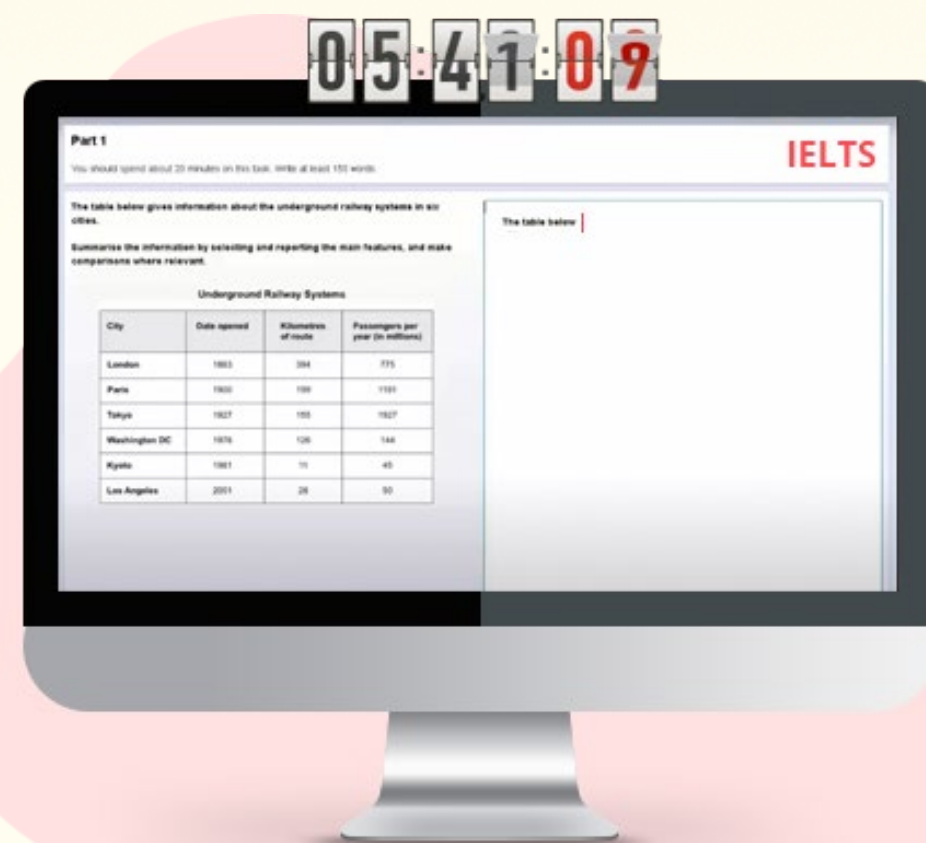 05:41:09
Part 1
IELTS
You should spend about 20 minutes on this task. Write at least 150 words.
The table below gives information about the underground railway systems in six
cities.
Summarise the information by selecting and reporting the main features, and make
comparisons where relevant.
The table below
Underground Railway Systems
City Date opened Kilometres of route Passengers per year (in millions)
London 1863 394 775
Paris 1900 199 1191
Tokyo 1927 155 1927
Washington DC 1976 126 144
Kyoto 1981 11 45
Los Angeles 2001 28 50